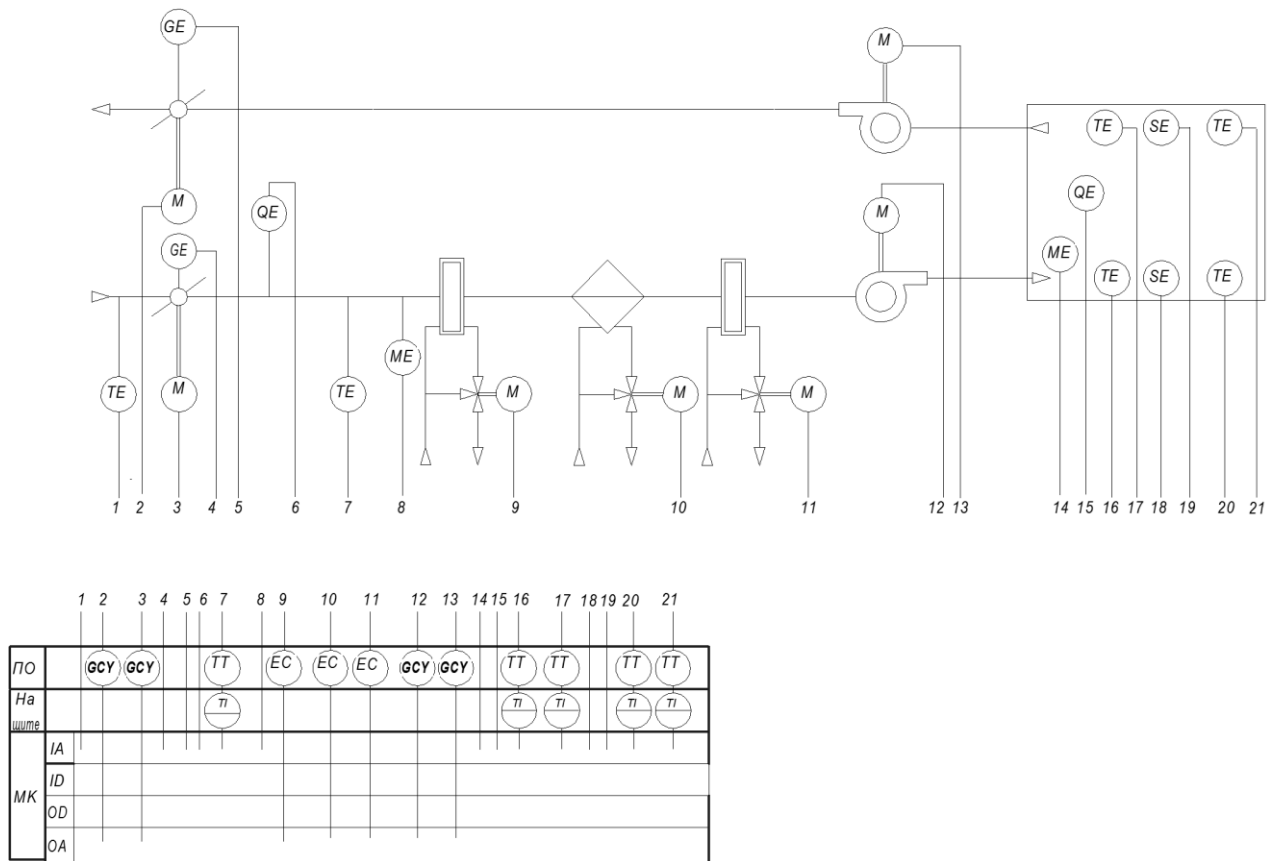 GE
M
TE SE TE
QE
QE
M
M
GE
ME
TE SE TE
ME
TE M TE M M M
1 2 3 4 5 6 7 8 9 10 11 12 13 14 15 16 17 18 19 20 21
1 2 3 4 5 6 7 8 9 10 11 12 13 14 15 16 17 18 19 20 21
ПО GCY GCY TT EC EC EC GCY GCY TT TT TT TT
На щите TI TI TI TI TI
IA
ID
МК
OD
OA